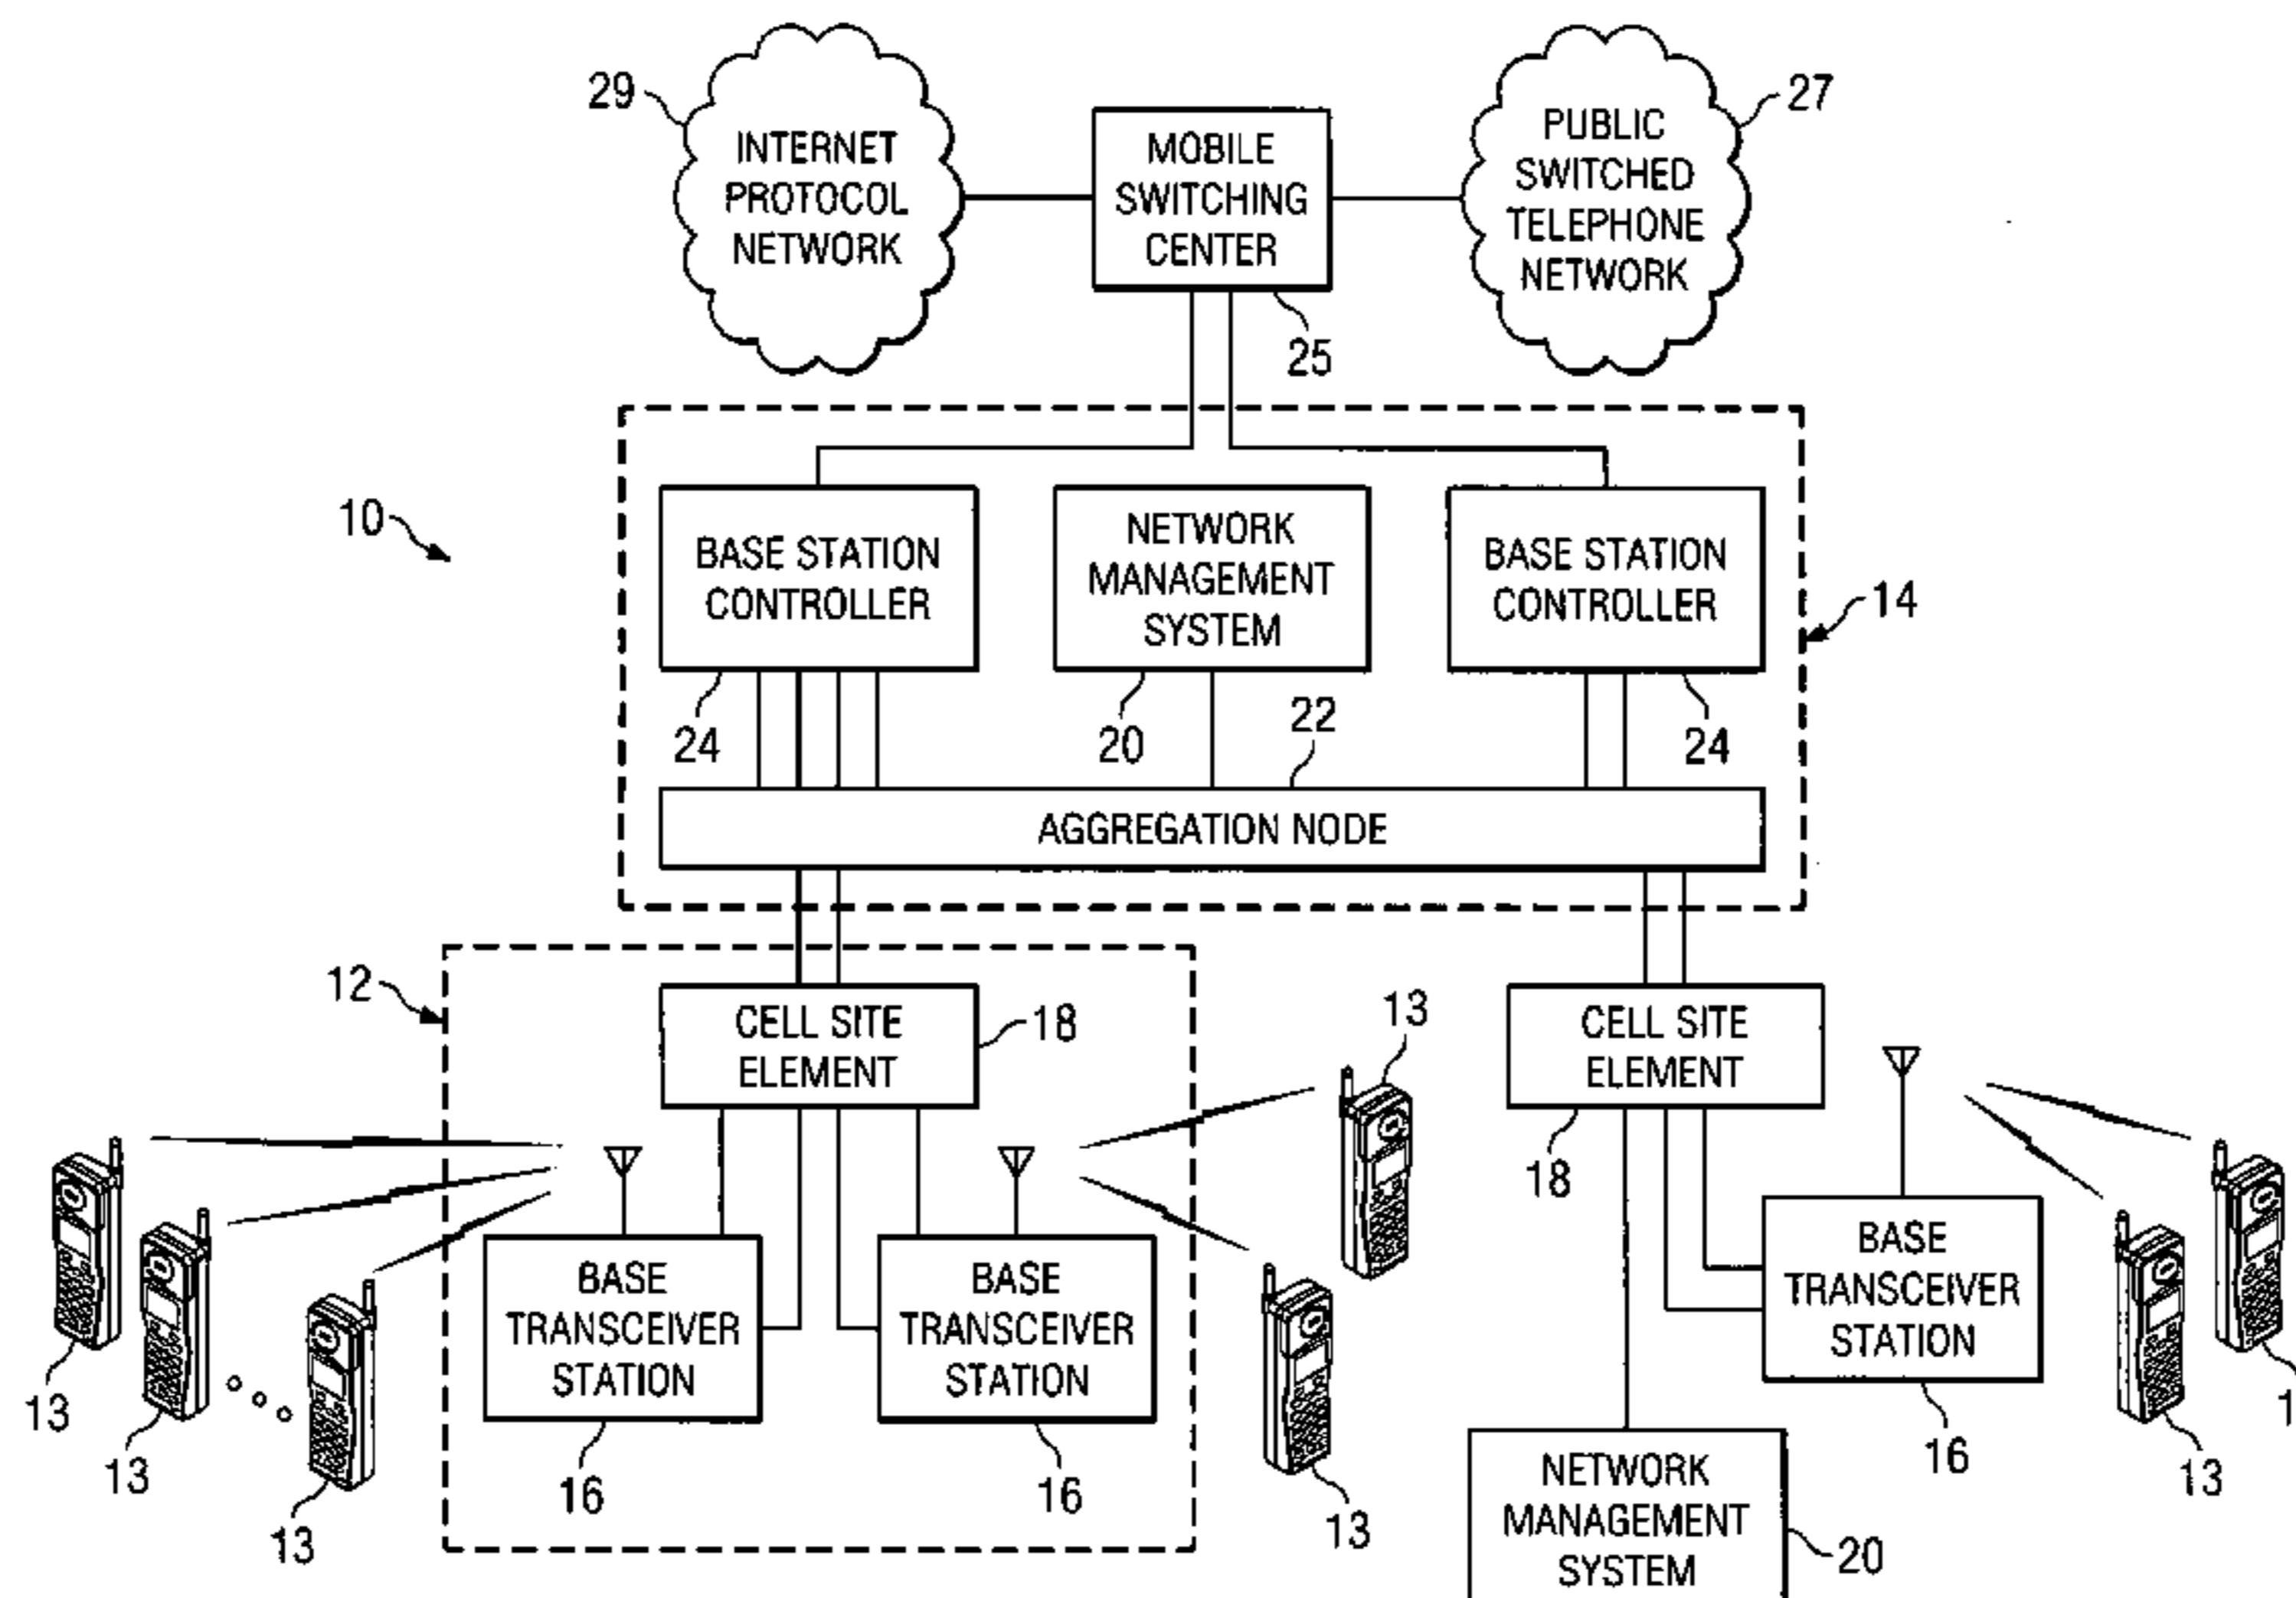 29
INTERNET
PROTOCOL
NETWORK
MOBILE
SWITCHING
CENTER
25
PUBLIC
SWITCHED
TELEPHONE
NETWORK
27
10
14
BASE STATION
CONTROLLER
24
NETWORK
MANAGEMENT
SYSTEM
20
BASE STATION
CONTROLLER
24
22
AGGREGATION NODE
12
CELL SITE
ELEMENT
18
13
CELL SITE
ELEMENT
18
BASE
TRANSCEIVER
STATION
16
BASE
TRANSCEIVER
STATION
16
BASE
TRANSCEIVER
STATION
16
13
13
13
13
13
1
NETWORK
MANAGEMENT
SYSTEM
20